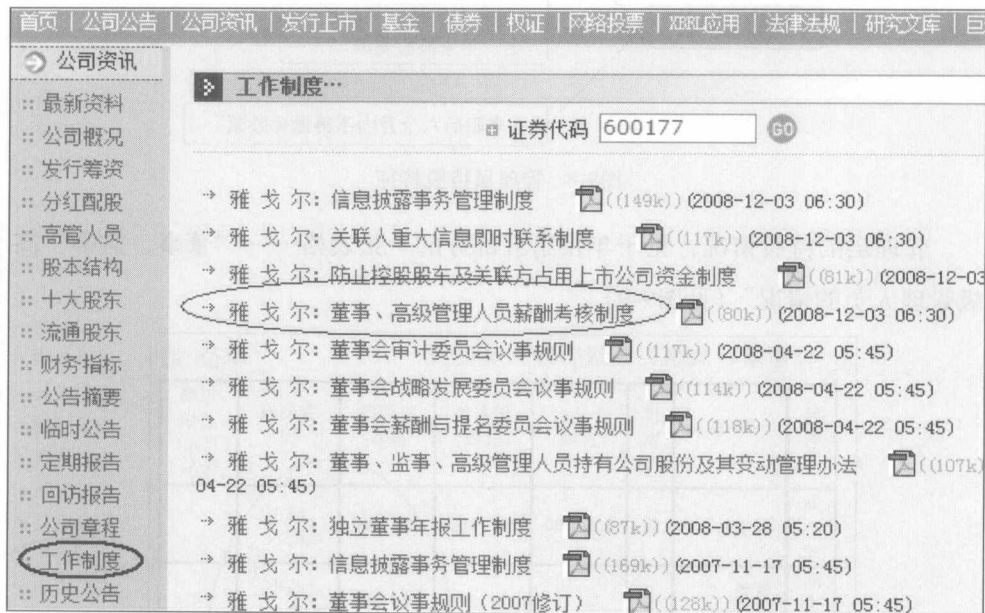 首页 | 公司公告 | 公司资讯 | 发行上市 | 基金 | 债券 | 权证 | 网络投票 | XBRL应用 | 法律法规 | 研究文库 | 巨
公司资讯
:: 最新资料
:: 公司概况
:: 发行筹资
:: 分红配股
:: 高管人员
:: 股本结构
:: 十大股东
:: 流通股东
:: 财务指标
:: 公告摘要
:: 临时公告
:: 定期报告
:: 回访报告
:: 公司章程
:: 工作制度
:: 历史公告
工作制度…
证券代码 600177 GO
→ 雅 戈 尔: 信息披露事务管理制度 ((149k)) (2008-12-03 06:30)
→ 雅 戈 尔: 关联人重大信息即时联系制度 ((117k)) (2008-12-03 06:30)
→ 雅 戈 尔: 防止控股股东及关联方占用上市公司资金制度 ((81k)) (2008-12-03
→ 雅 戈 尔: 董事、高级管理人员薪酬考核制度 ((80k)) (2008-12-03 06:30)
→ 雅 戈 尔: 董事会审计委员会议事规则 ((117k)) (2008-04-22 05:45)
→ 雅 戈 尔: 董事会战略发展委员会议事规则 ((114k)) (2008-04-22 05:45)
→ 雅 戈 尔: 董事会薪酬与提名委员会议事规则 ((118k)) (2008-04-22 05:45)
→ 雅 戈 尔: 董事、监事、高级管理人员持有公司股份及其变动管理办法 ((107k)
04-22 05:45)
→ 雅 戈 尔: 独立董事年报工作制度 ((87k)) (2008-03-28 05:20)
→ 雅 戈 尔: 信息披露事务管理制度 ((169k)) (2007-11-17 05:45)
→ 雅 戈 尔: 董事会议事规则 (2007修订) ((128k)) (2007-11-17 05:45)